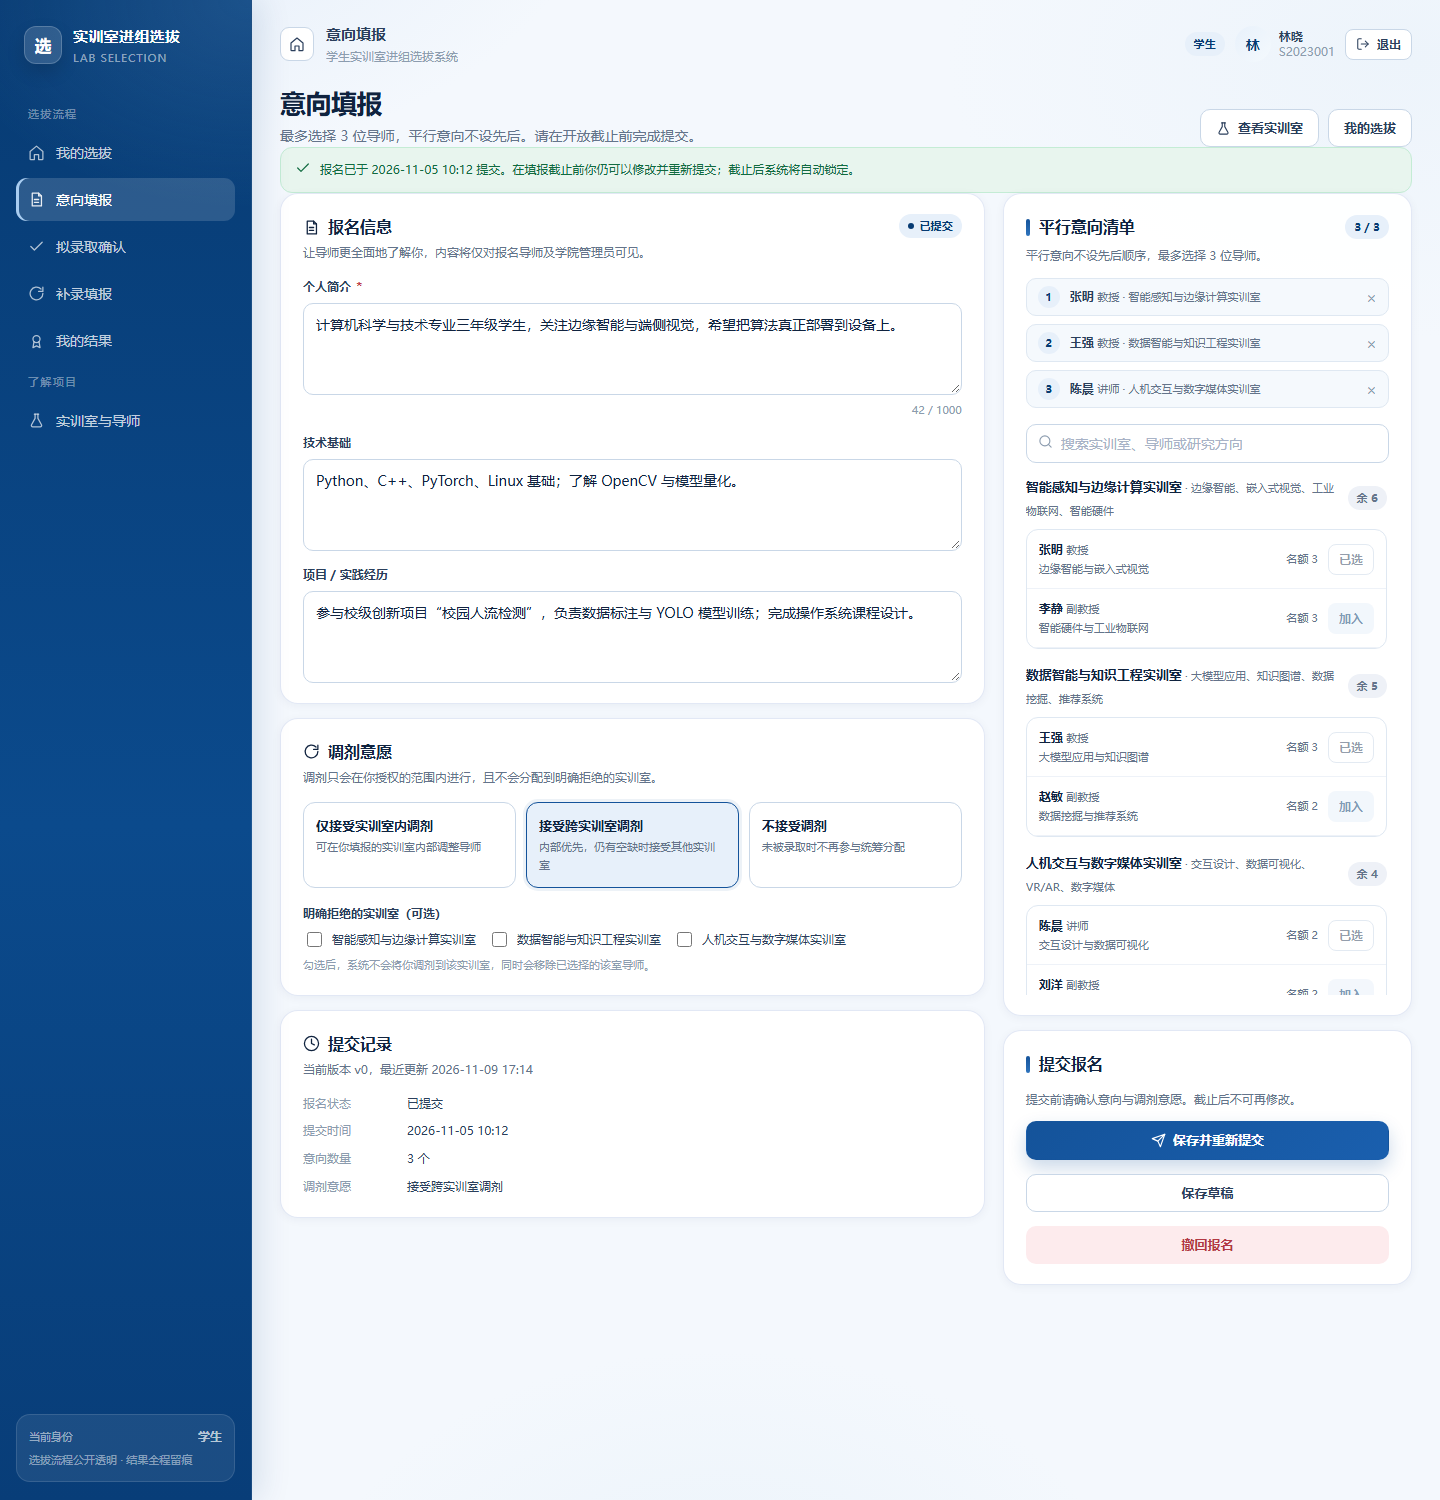 选
实训室进组选拔
LAB SELECTION
选拔流程
我的选拔
意向填报
拟录取确认
补录填报
我的结果
了解项目
实训室与导师
当前身份
学生
选拔流程公开透明 · 结果全程留痕
意向填报
学生实训室进组选拔系统
学生
林
林晓
S2023001
退出
意向填报
最多选择 3 位导师，平行意向不设先后。请在开放截止前完成提交。
查看实训室
我的选拔
报名已于 2026-11-05 10:12 提交。在填报截止前你仍可以修改并重新提交；截止后系统将自动锁定。
报名信息
已提交
让导师更全面地了解你，内容将仅对报名导师及学院管理员可见。
个人简介 *
计算机科学与技术专业三年级学生，关注边缘智能与端侧视觉，希望把算法真正部署到设备上。
42 / 1000
技术基础
Python、C++、PyTorch、Linux 基础；了解 OpenCV 与模型量化。
项目 / 实践经历
参与校级创新项目“校园人流检测”，负责数据标注与 YOLO 模型训练；完成操作系统课程设计。
调剂意愿
调剂只会在你授权的范围内进行，且不会分配到明确拒绝的实训室。
仅接受实训室内调剂
可在你填报的实训室内部调整导师
接受跨实训室调剂
内部优先，仍有空缺时接受其他实训
室
不接受调剂
未被录取时不再参与统筹分配
明确拒绝的实训室（可选）
智能感知与边缘计算实训室
数据智能与知识工程实训室
人机交互与数字媒体实训室
勾选后，系统不会将你调剂到该实训室，同时会移除已选择的该室导师。
提交记录
当前版本 v0，最近更新 2026-11-09 17:14
报名状态 已提交
提交时间 2026-11-05 10:12
意向数量 3 个
调剂意愿 接受跨实训室调剂
平行意向清单
3 / 3
平行意向不设先后顺序，最多选择 3 位导师。
1 张明 教授 · 智能感知与边缘计算实训室 ×
2 王强 教授 · 数据智能与知识工程实训室 ×
3 陈晨 讲师 · 人机交互与数字媒体实训室 ×
搜索实训室、导师或研究方向
智能感知与边缘计算实训室 · 边缘智能、嵌入式视觉、工业
物联网、智能硬件
余 6
张明 教授
边缘智能与嵌入式视觉
名额 3
已选
李静 副教授
智能硬件与工业物联网
名额 3
加入
数据智能与知识工程实训室 · 大模型应用、知识图谱、数据
挖掘、推荐系统
余 5
王强 教授
大模型应用与知识图谱
名额 3
已选
赵敏 副教授
数据挖掘与推荐系统
名额 2
加入
人机交互与数字媒体实训室 · 交互设计、数据可视化、
VR/AR、数字媒体
余 4
陈晨 讲师
交互设计与数据可视化
名额 2
已选
刘洋 副教授
名额 2
加入
提交报名
提交前请确认意向与调剂意愿。截止后不可再修改。
保存并重新提交
保存草稿
撤回报名